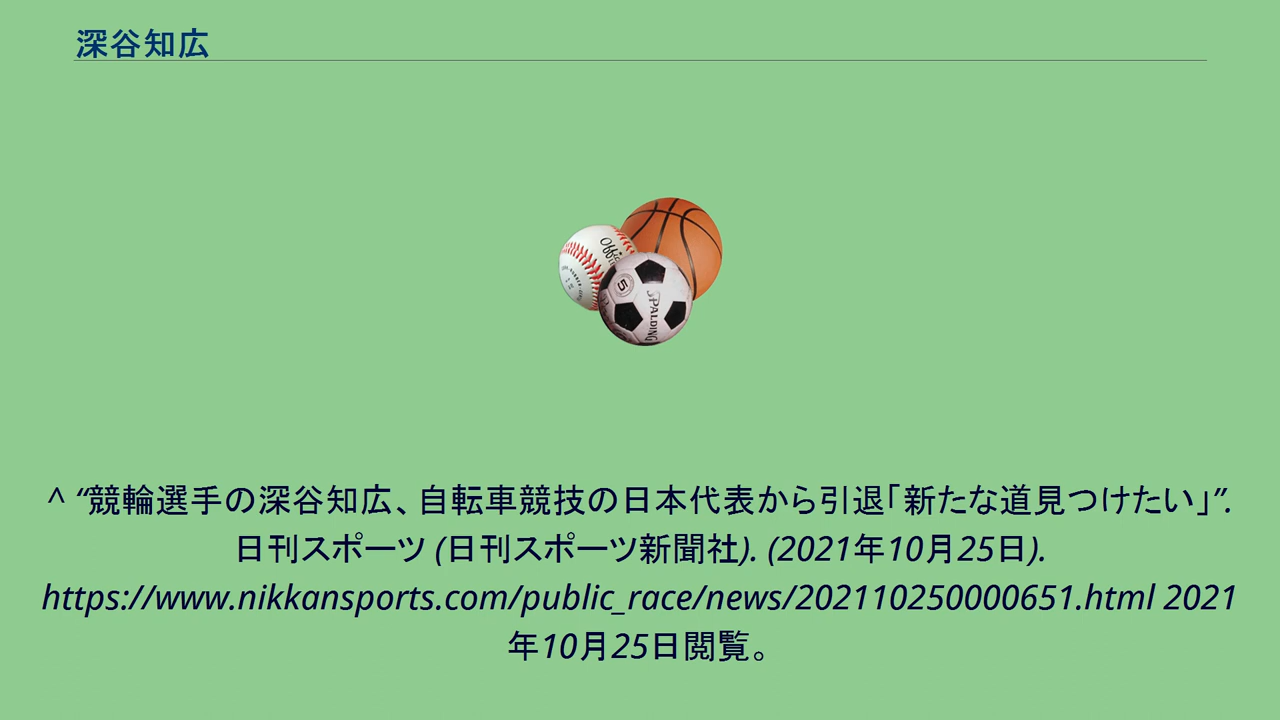 深谷知広
Offi
5
SPALDING
^ “競輪選手の深谷知広、自転車競技の日本代表から引退「新たな道見つけたい」”.
日刊スポーツ (日刊スポーツ新聞社). (2021年10月25日).
https://www.nikkansports.com/public_race/news/202110250000651.html 2021
年10月25日閲覧。